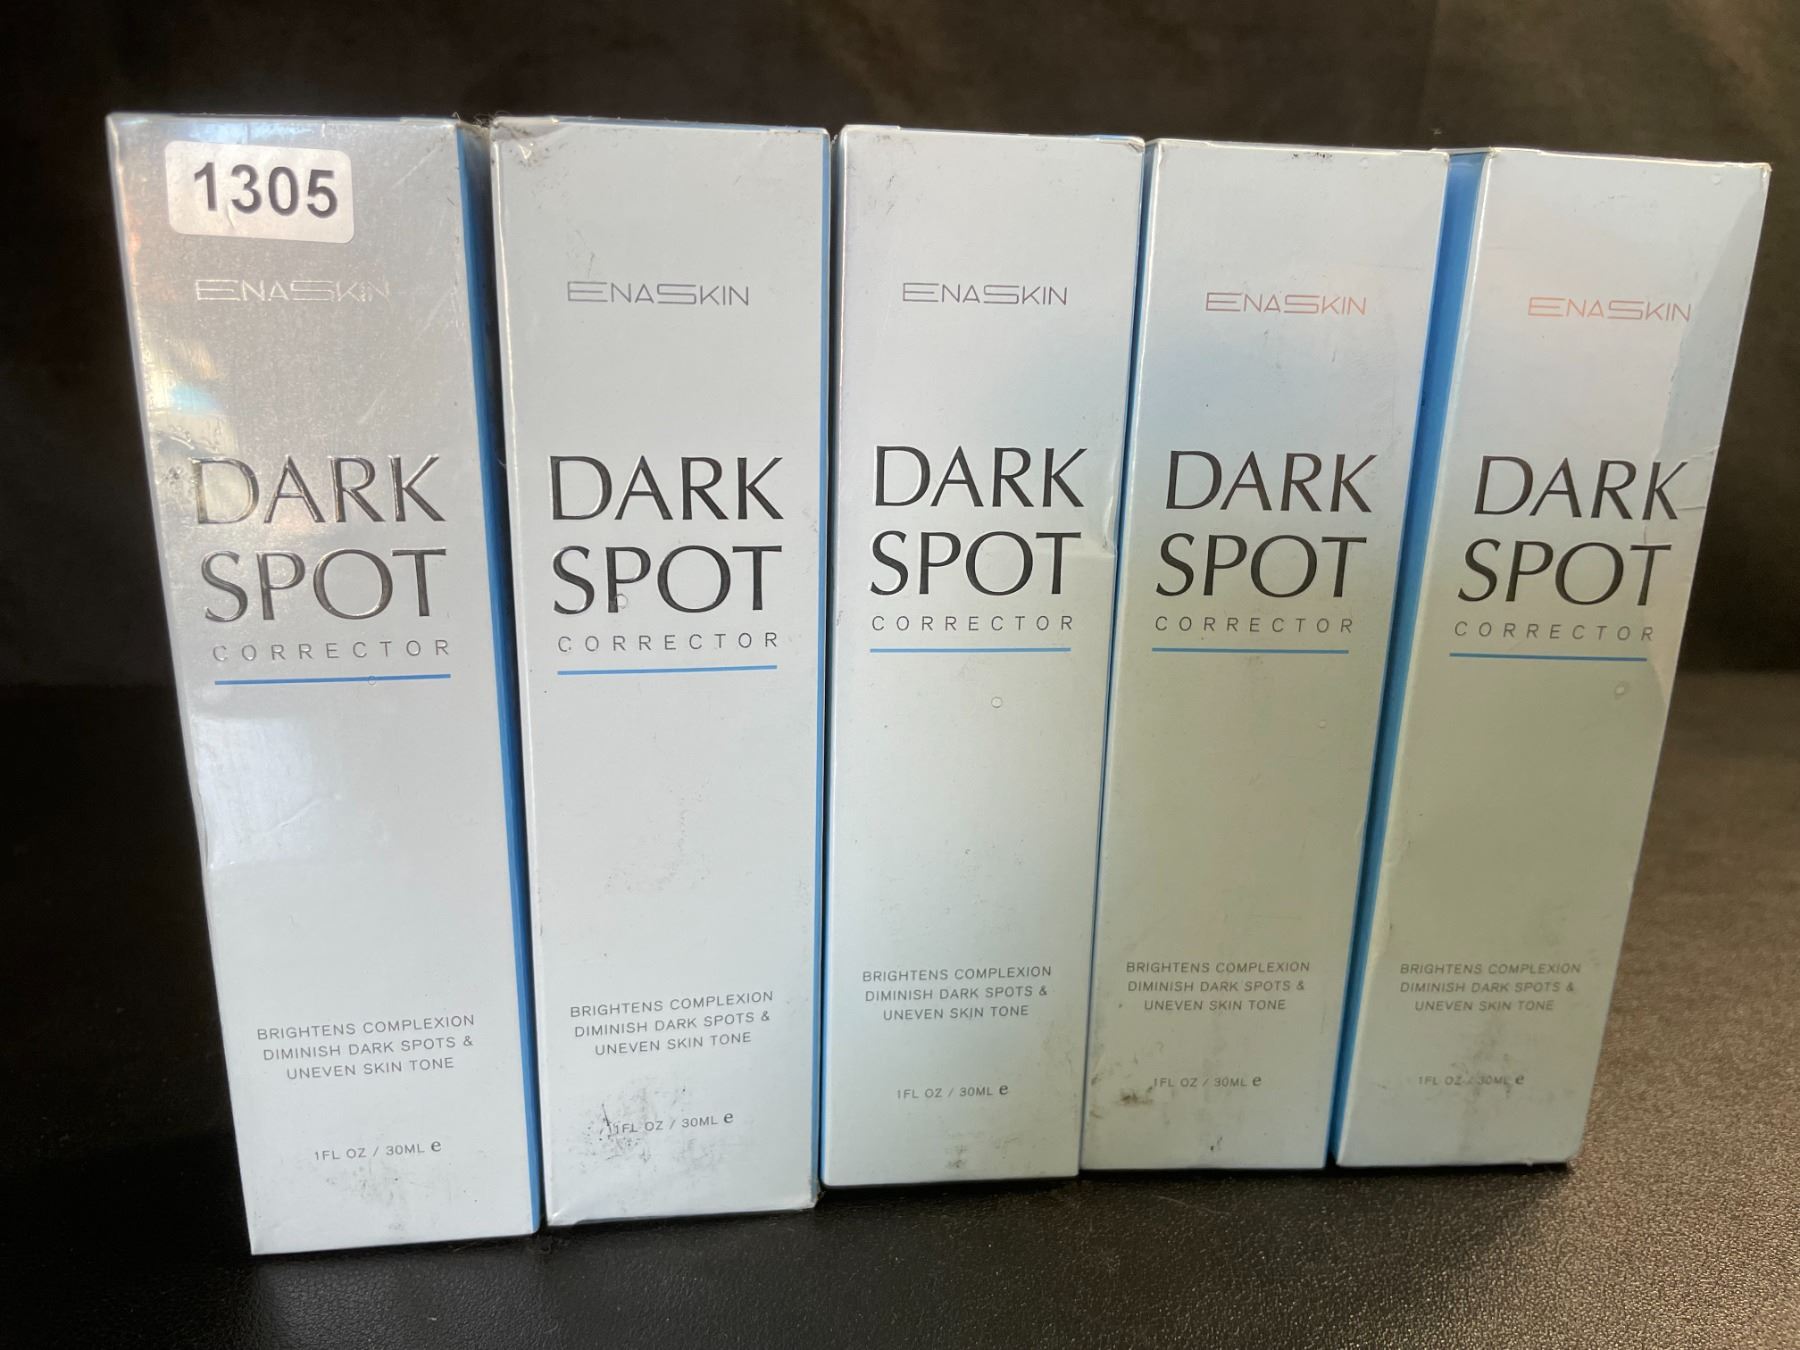 1305
ENASKIN
DARK
SPOT
CORRECTOR
BRIGHTENS COMPLEXION
DIMINISH DARK SPOTS &
UNEVEN SKIN TONE
1FL OZ / 30ML e
ENASKIN
DARK
SPOT
CORRECTOR
BRIGHTENS COMPLEXION
DIMINISH DARK SPOTS &
UNEVEN SKIN TONE
1FL OZ / 30ML e
ENASKIN
DARK
SPOT
CORRECTOR
BRIGHTENS COMPLEXION
DIMINISH DARK SPOTS &
UNEVEN SKIN TONE
1FL OZ / 30ML e
ENASKIN
DARK
SPOT
CORRECTOR
BRIGHTENS COMPLEXION
DIMINISH DARK SPOTS &
UNEVEN SKIN TONE
1FL OZ / 30ML e
ENASKIN
DARK
SPOT
CORRECTOR
BRIGHTENS COMPLEXION
DIMINISH DARK SPOTS &
UNEVEN SKIN TONE
1FL OZ / 30ML e